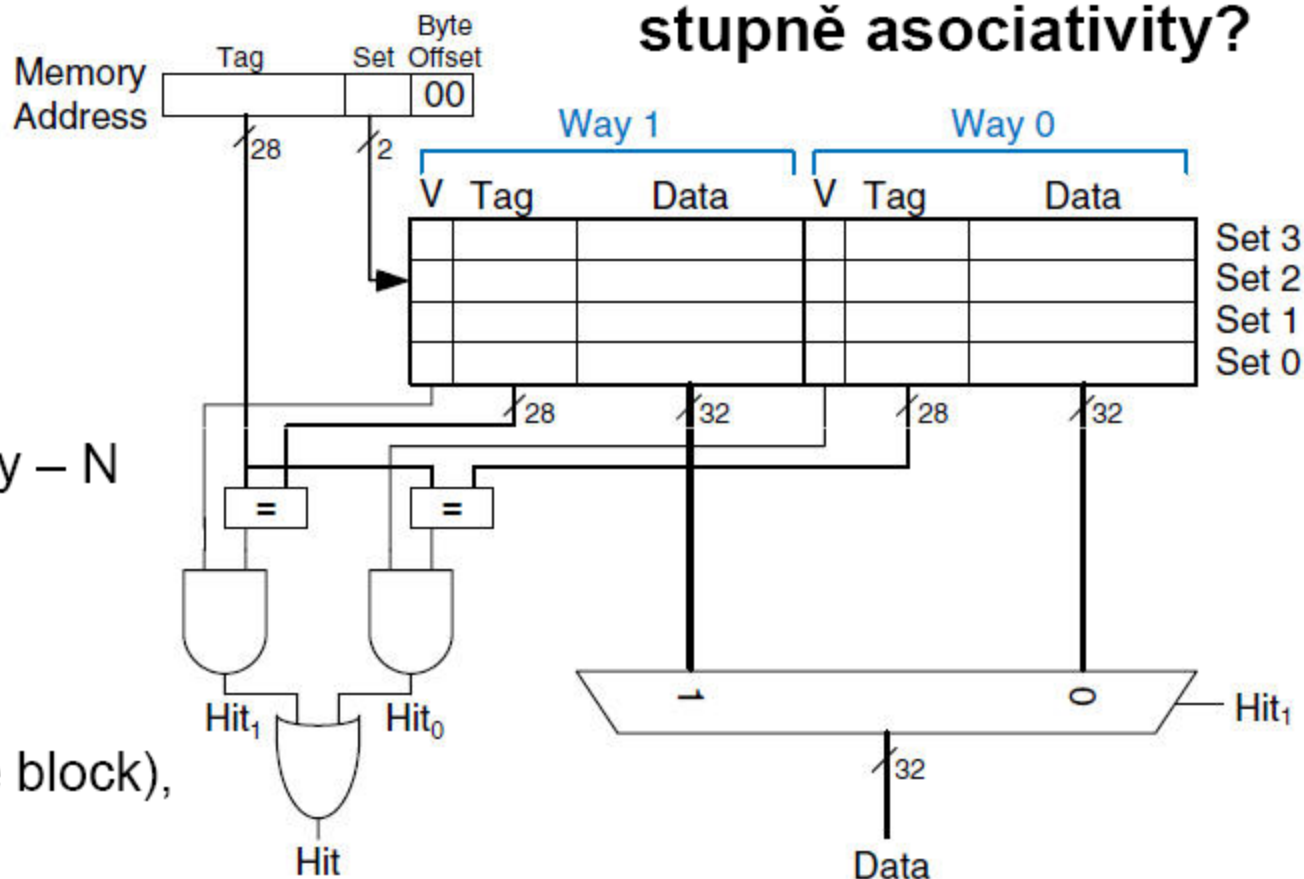 stupně asociativity?
Byte
Tag Set Offset
Memory
Address
00
28
2
Way 1 Way 0
V Tag Data V Tag Data
Set 3
Set 2
Set 1
Set 0
28 32 28 32
y – N
= =
1 0
Hit₁ Hit₀ Hit₁
block),
32
Hit Data